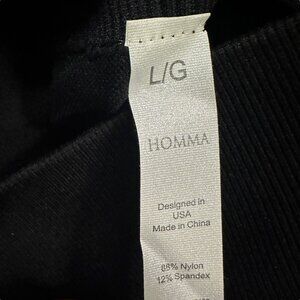 L/G
HOMMA
Designed in
USA
Made in China
88% Nylon
12% Spandex